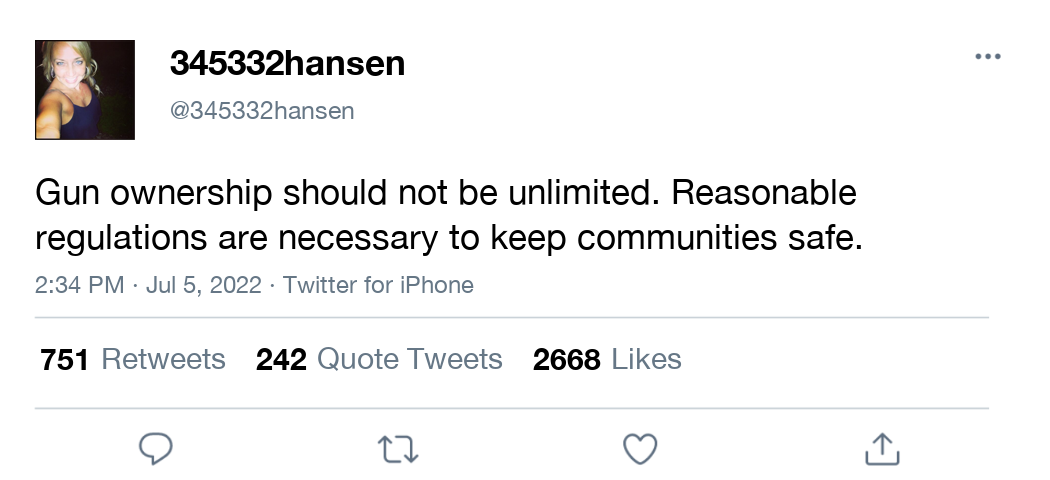 345332hansen
@345332hansen
Gun ownership should not be unlimited. Reasonable
regulations are necessary to keep communities safe.
2:34 PM · Jul 5, 2022 · Twitter for iPhone
751 Retweets 242 Quote Tweets 2668 Likes